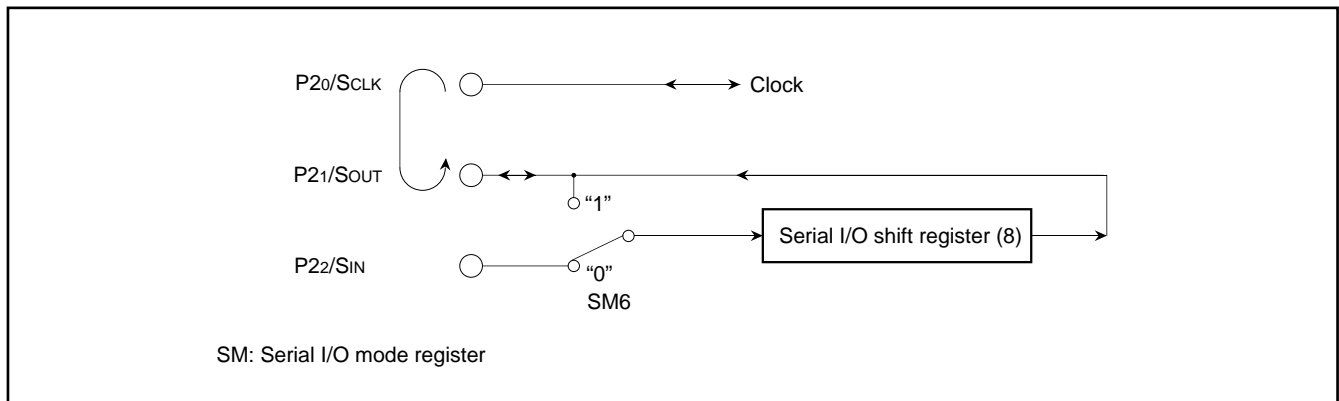 P20/SCLK
Clock
P21/SOUT
“1”
Serial I/O shift register (8)
P22/SIN
“0”
SM6
SM: Serial I/O mode register